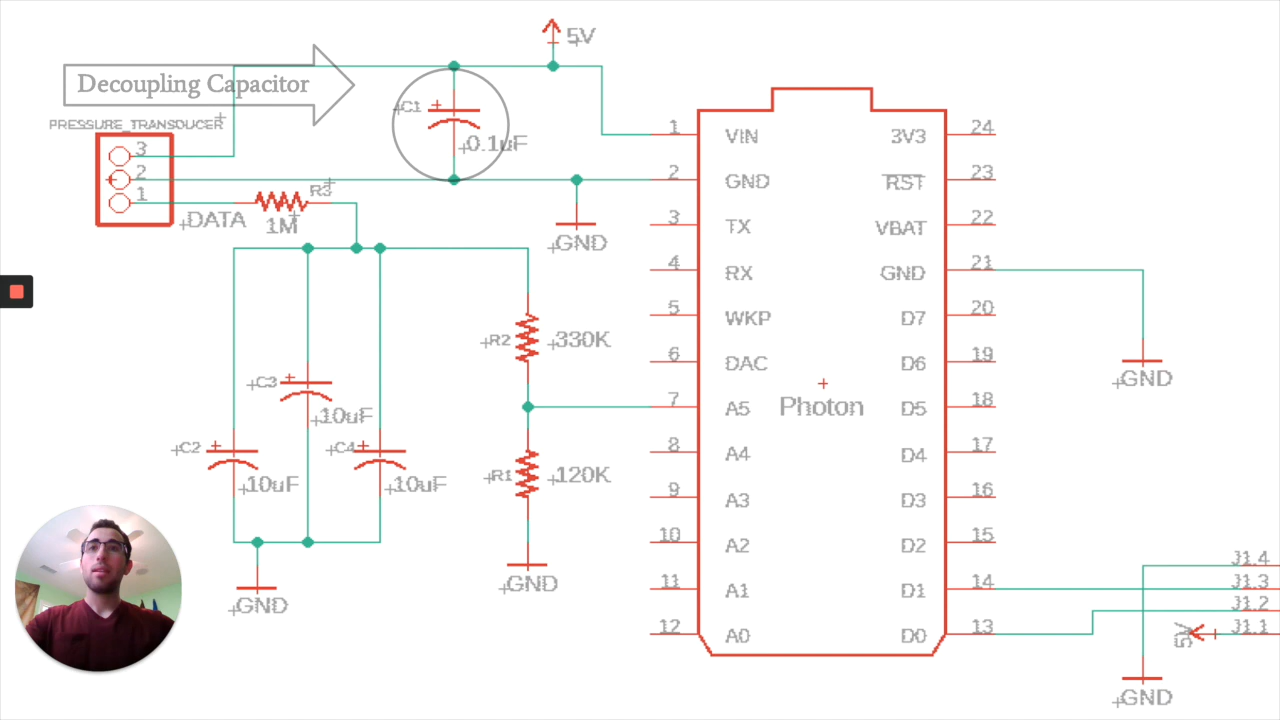 5V
Decoupling Capacitor
C1
0.1uF
PRESSURE_TRANSDUCER
3
2
1
DATA
R3
1M
GND
C3
10uF
C2
10uF
C4
10uF
GND
R2
330K
R1
120K
GND
1 VIN 3V3 24
2 GND RST 23
3 TX VBAT 22
4 RX GND 21
5 WKP D7 20
6 DAC D6 19
7 A5 Photon D5 18
8 A4 D4 17
9 A3 D3 16
10 A2 D2 15
11 A1 D1 14
12 A0 D0 13
GND
J1.4
J1.3
J1.2
J1.1
5V
GND